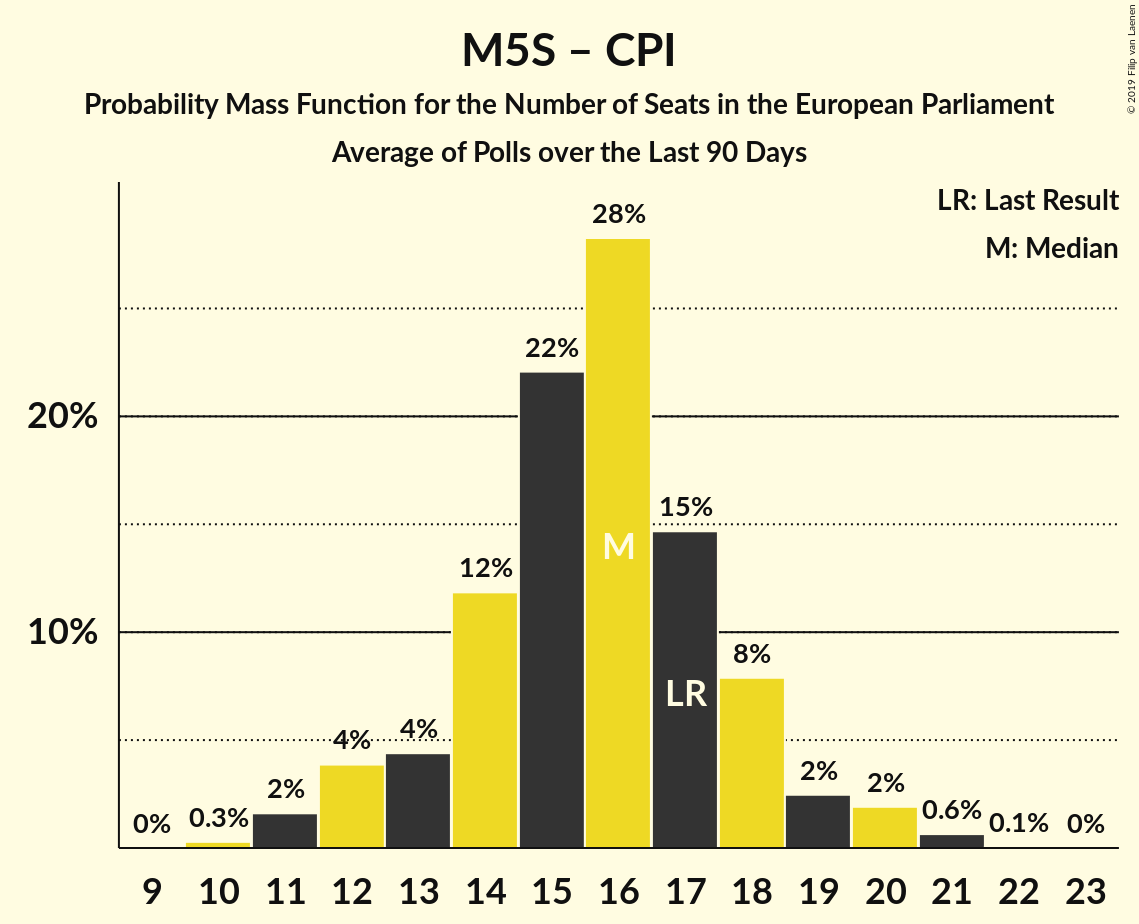 M5S – CPI
Probability Mass Function for the Number of Seats in the European Parliament
Average of Polls over the Last 90 Days
© 2019 Filip van Laenen
LR: Last Result
M: Median
20%
10%
0%
0.3%
2%
4%
4%
12%
22%
28%
15%
8%
2%
2%
0.6%
0.1%
0%
M
LR
9 10 11 12 13 14 15 16 17 18 19 20 21 22 23